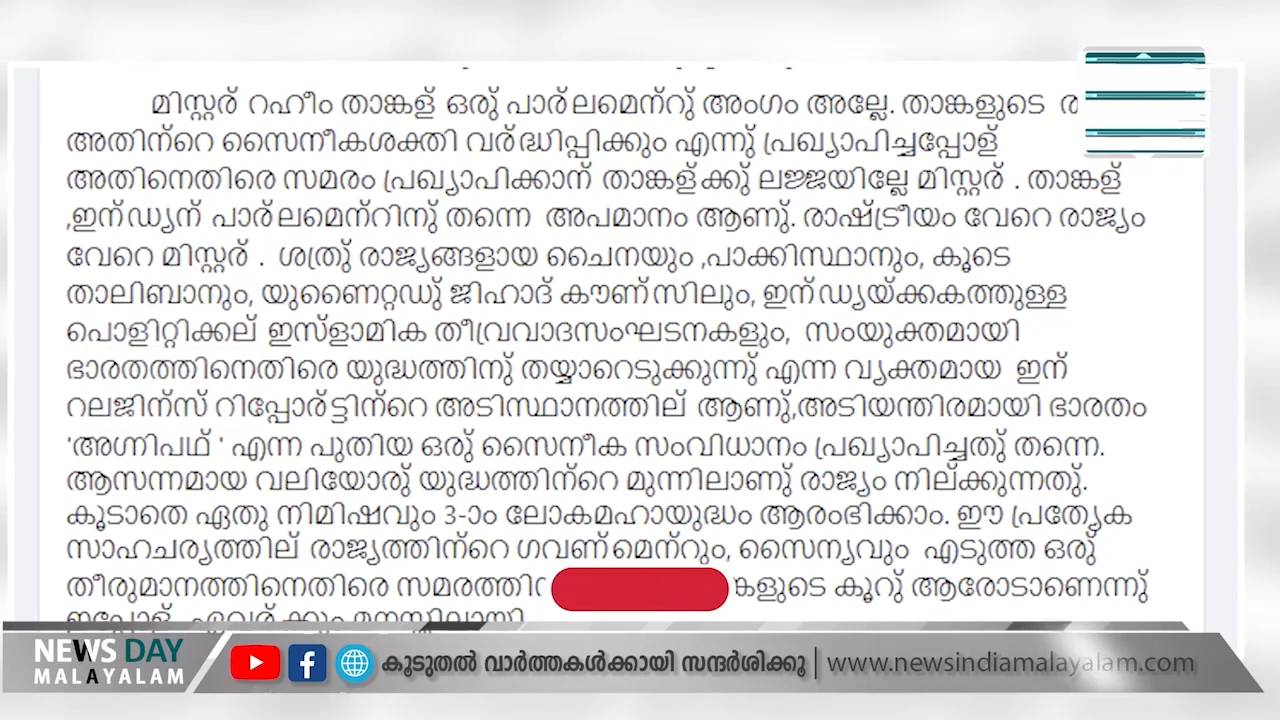 മിസ്റ്റര് റഹീം താങ്കള് ഒരു് പാര്ലമെന്റു് അംഗം അല്ലേ. താങ്കളുടെ
അതിന്റെ സൈനീകശക്തി വര്ദ്ധിപ്പിക്കും എന്നു് പ്രഖ്യാപിച്ചപ്പോള്
അതിനെതിരെ സമരം പ്രഖ്യാപിക്കാന് താങ്കള്ക്കു് ലജ്ജയില്ലേ മിസ്റ്റര് . താങ്കള്
,ഇന്ഡ്യന് പാര്ലമെന്റിനു് തന്നെ അപമാനം ആണു്. രാഷ്ട്രീയം വേറെ രാജ്യം
വേറെ മിസ്റ്റര് . ശത്രു് രാജ്യങ്ങളായ ചൈനയും ,പാക്കിസ്ഥാനും, കൂടെ
താലിബാനും, യുണൈറ്റഡു് ജിഹാദ് കൗണ്സിലും, ഇന്ഡ്യയ്ക്കകത്തുള്ള
പൊളിറ്റിക്കല് ഇസ്ളാമിക തീവ്രവാദസംഘടനകളും, സംയുക്തമായി
ഭാരതത്തിനെതിരെ യുദ്ധത്തിനു് തയ്യാറെടുക്കുന്നു് എന്ന വ്യക്തമായ ഇന്
റലജിന്സ് റിപ്പോര്ട്ടിന്റെ അടിസ്ഥാനത്തില് ആണു്,അടിയന്തിരമായി ഭാരതം
'അഗ്നിപഥ് ' എന്ന പുതിയ ഒരു് സൈനീക സംവിധാനം പ്രഖ്യാപിച്ചതു് തന്നെ.
ആസന്നമായ വലിയോരു് യുദ്ധത്തിന്റെ മുന്നിലാണു് രാജ്യം നില്ക്കുന്നതു്.
കൂടാതെ ഏതു നിമിഷവും 3-ാം ലോകമഹായുദ്ധം ആരംഭിക്കാം. ഈ പ്രത്യേക
സാഹചര്യത്തില് രാജ്യത്തിന്റെ ഗവണ്മെന്റും, സൈന്യവും എടുത്ത ഒരു്
തീരുമാനത്തിനെതിരെ കൂറു് ആരോടാണെന്നു്
NEWS DAY
MALAYALAM
കൂടുതൽ വാർത്തകൾക്കായി സന്ദർശിക്കൂ | www.newsindiamalayalam.com